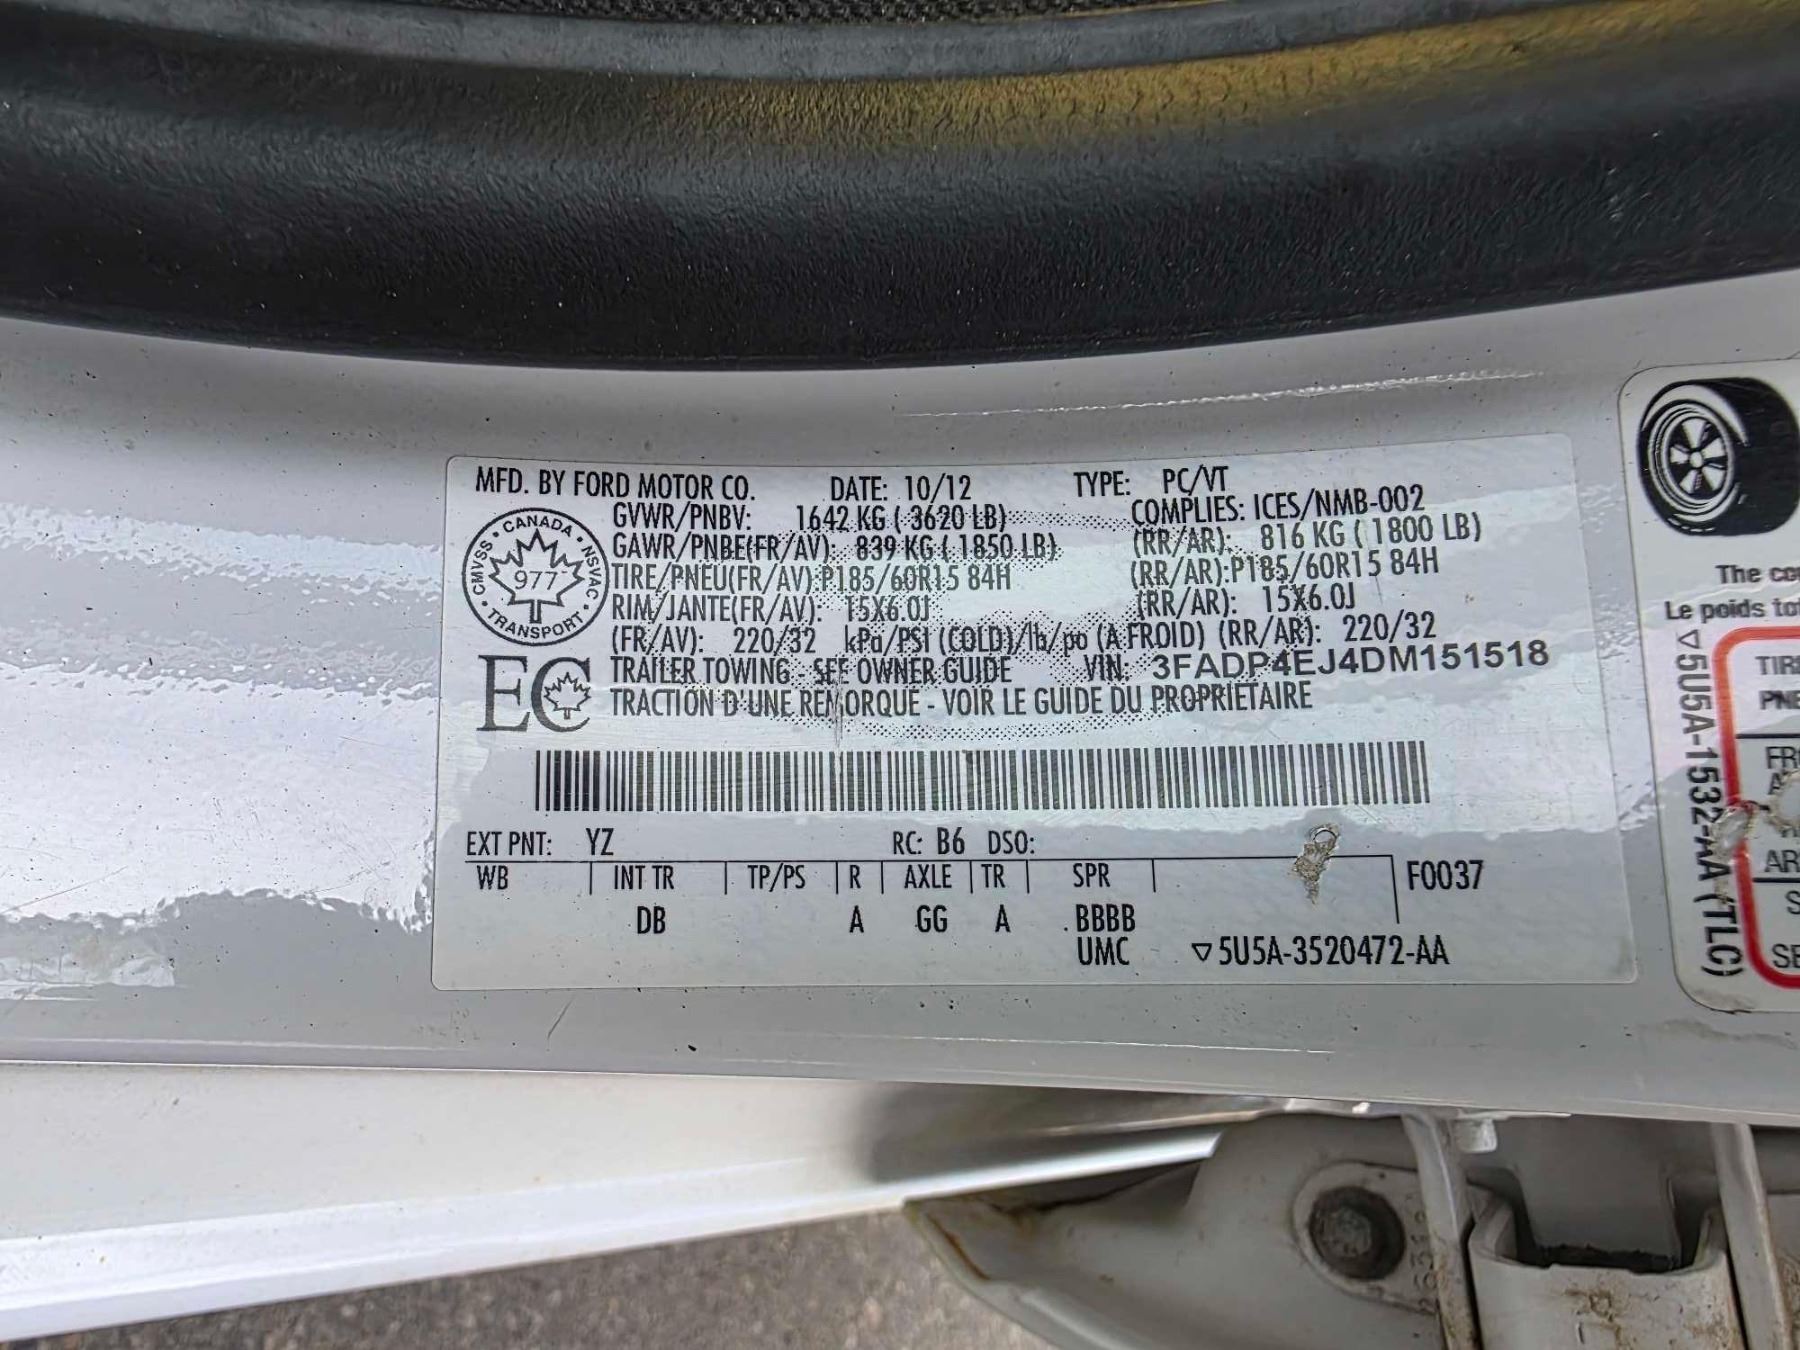 MFD. BY FORD MOTOR CO. DATE: 10/12 TYPE: PC/VT
GVWR/PNBV: 1642 KG ( 3620 LB) COMPLIES: ICES/NMB-002
GAWR/PNBE(FR/AV): 839 KG ( 1850 LB) (RR/AR): 816 KG ( 1800 LB)
TIRE/PNEU(FR/AV):P185/60R15 84H (RR/AR):P185/60R15 84H
RIM/JANTE(FR/AV): 15X6.0J (RR/AR): 15X6.0J
(FR/AV): 220/32 kPa/PSI (COLD)/lb/po (A FROID) (RR/AR): 220/32
TRAILER TOWING - SEE OWNER GUIDE VIN: 3FADP4EJ4DM151518
TRACTION D'UNE REMORQUE - VOIR LE GUIDE DU PROPRIETAIRE
CANADA · NSVAC · TRANSPORT · CMVSS ·
977
EC
EXT PNT: YZ RC: B6 DSO:
WB INT TR TP/PS R AXLE TR SPR F0037
DB A GG A BBBB
UMC ▽5U5A-3520472-AA
Le poids
▽5U5A-1532-AA (TLC)
The